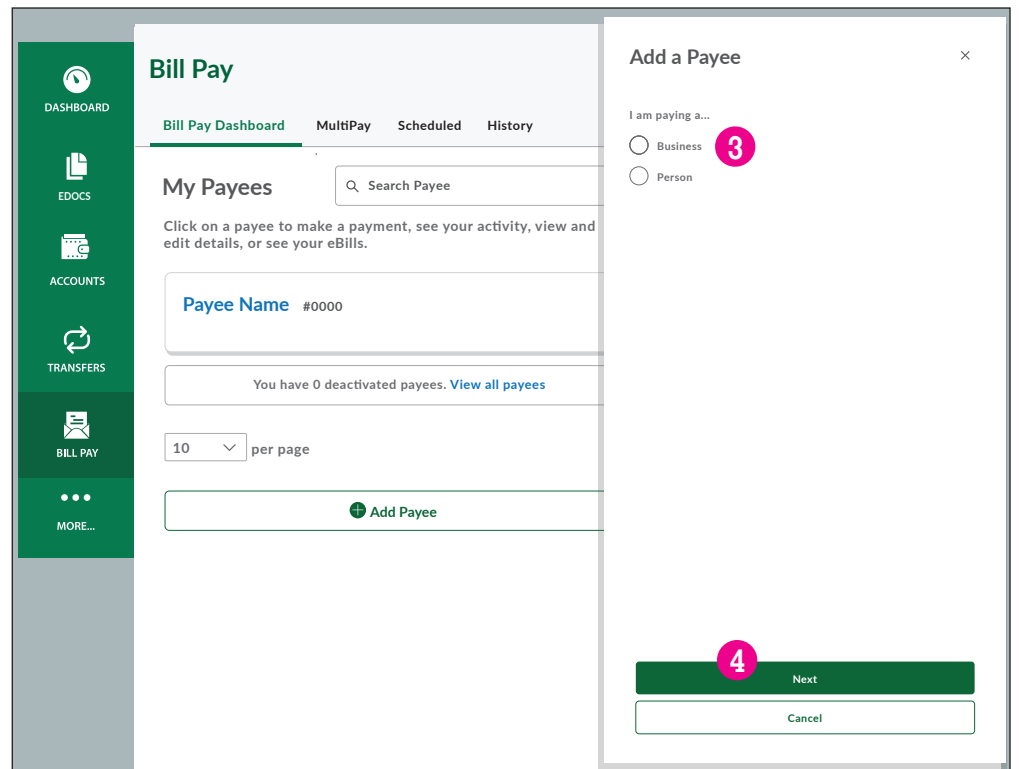 DASHBOARD
EDOCS
ACCOUNTS
TRANSFERS
BILL PAY
MORE...
Bill Pay
Bill Pay Dashboard MultiPay Scheduled History
My Payees
Search Payee
Click on a payee to make a payment, see your activity, view and
edit details, or see your eBills.
Payee Name #0000
You have 0 deactivated payees. View all payees
10 per page
Add Payee
Add a Payee ×
I am paying a...
Business 3
Person
4
Next
Cancel